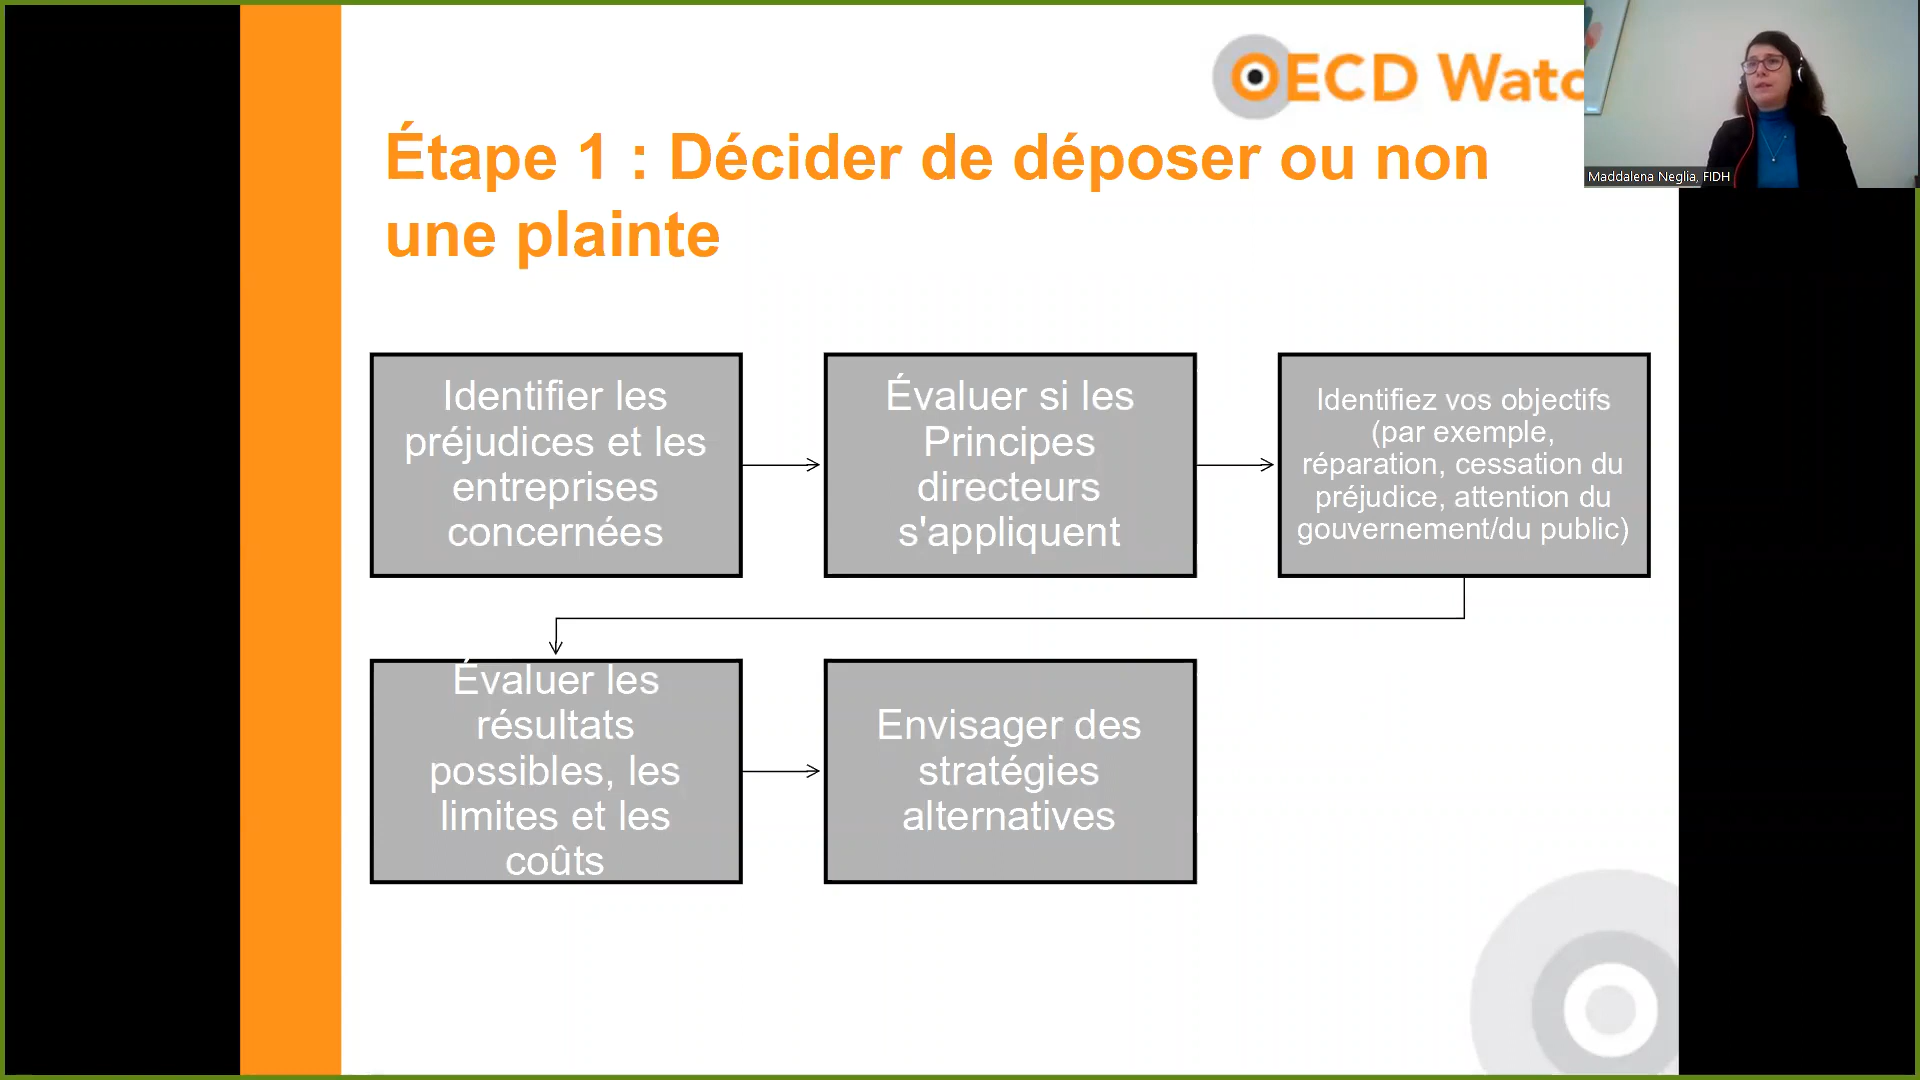 OECD Watc
Étape 1 : Décider de déposer ou non
une plainte
Maddalena Neglia, FIDH
Identifier les
préjudices et les
entreprises
concernées
Évaluer si les
Principes
directeurs
s'appliquent
Identifiez vos objectifs
(par exemple,
réparation, cessation du
préjudice, attention du
gouvernement/du public)
Évaluer les
résultats
possibles, les
limites et les
coûts
Envisager des
stratégies
alternatives